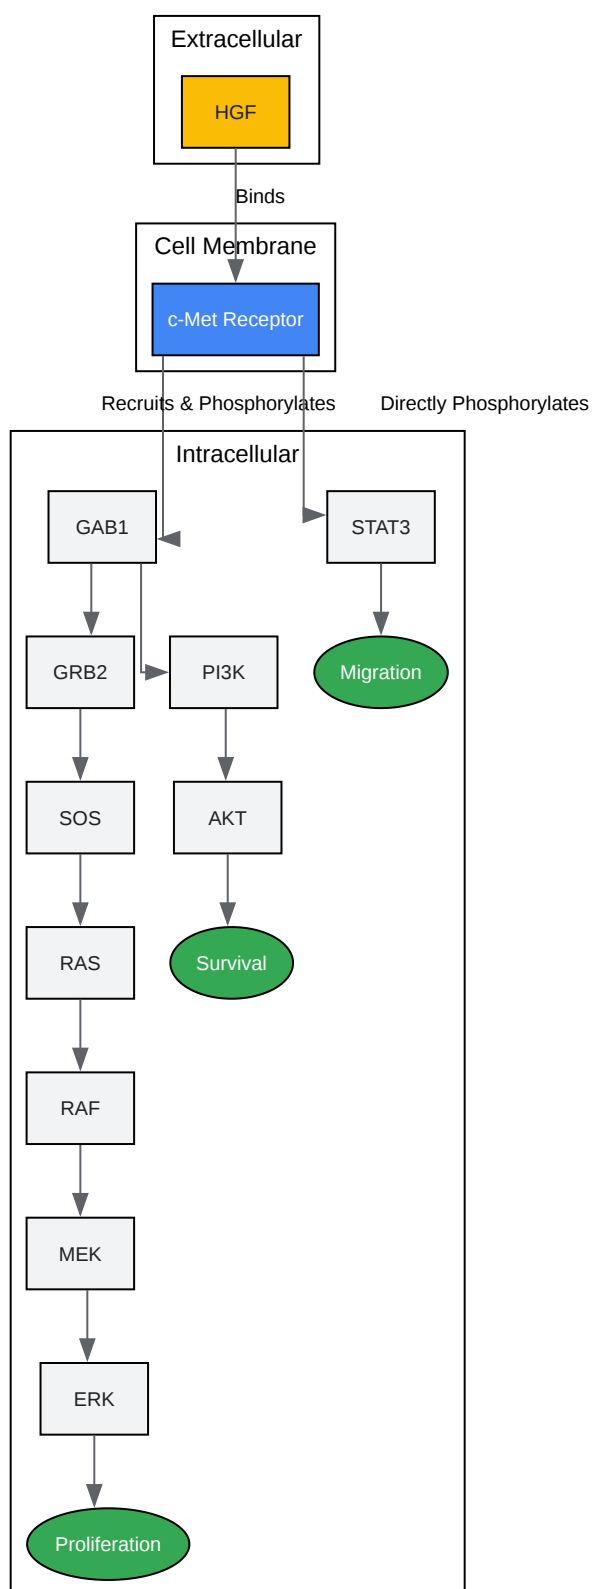 Extracellular
HGF
Binds
Cell Membrane
c-Met Receptor
Recruits & Phosphorylates
Directly Phosphorylates
Intracellular
GAB1
STAT3
GRB2
PI3K
Migration
SOS
AKT
RAS
Survival
RAF
MEK
ERK
Proliferation